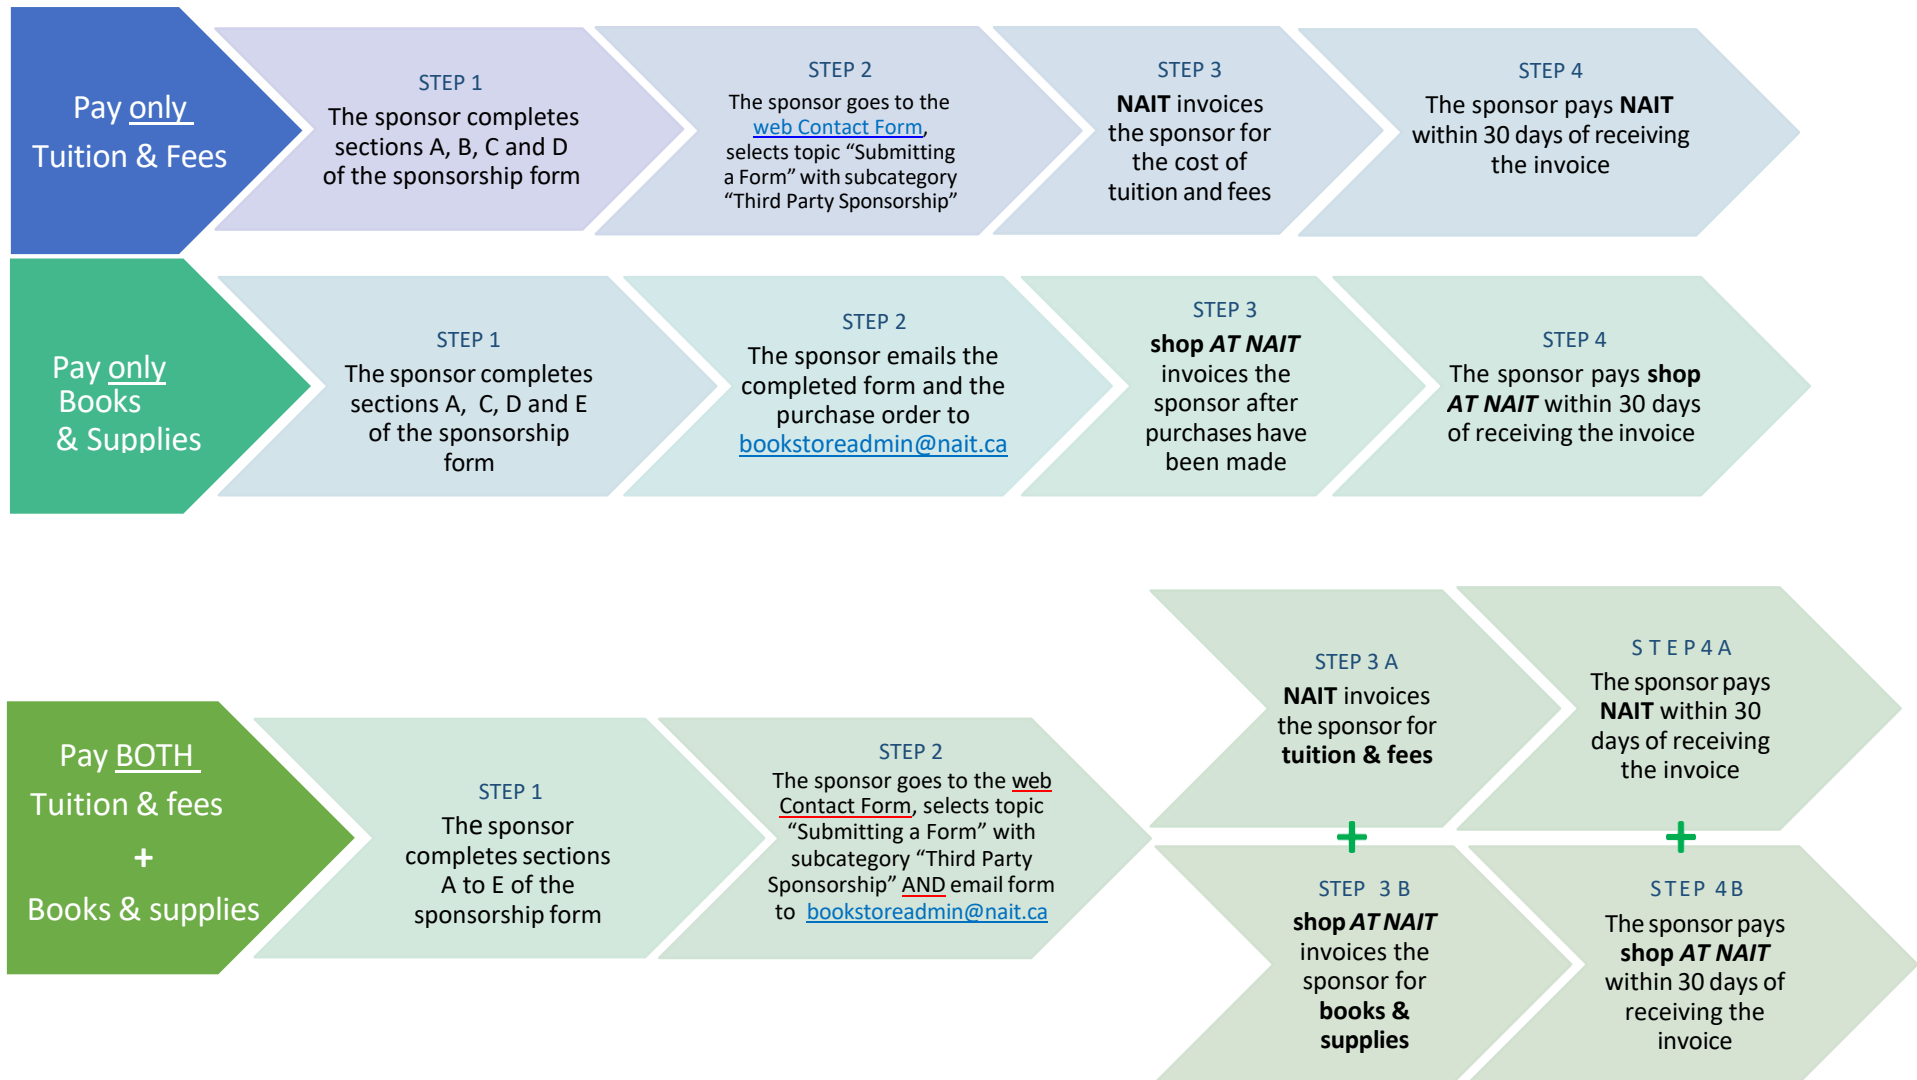 Pay only
Tuition & Fees
STEP 1
The sponsor completes
sections A, B, C and D
of the sponsorship form
STEP 2
The sponsor goes to the
web Contact Form,
selects topic “Submitting
a Form” with subcategory
“Third Party Sponsorship”
STEP 3
NAIT invoices
the sponsor for
the cost of
tuition and fees
STEP 4
The sponsor pays NAIT
within 30 days of receiving
the invoice
Pay only
Books
& Supplies
STEP 1
The sponsor completes
sections A, C, D and E
of the sponsorship
form
STEP 2
The sponsor emails the
completed form and the
purchase order to
bookstoreadmin@nait.ca
STEP 3
shop AT NAIT
invoices the
sponsor after
purchases have
been made
STEP 4
The sponsor pays shop
AT NAIT within 30 days
of receiving the invoice
Pay BOTH
Tuition & fees
+
Books & supplies
STEP 1
The sponsor
completes sections
A to E of the
sponsorship form
STEP 2
The sponsor goes to the web
Contact Form, selects topic
“Submitting a Form” with
subcategory “Third Party
Sponsorship” AND email form
to bookstoreadmin@nait.ca
STEP 3 A
NAIT invoices
the sponsor for
tuition & fees
STEP 4 A
The sponsor pays
NAIT within 30
days of receiving
the invoice
+
+
STEP 3 B
shop AT NAIT
invoices the
sponsor for
books &
supplies
STEP 4B
The sponsor pays
shop AT NAIT
within 30 days of
receiving the
invoice